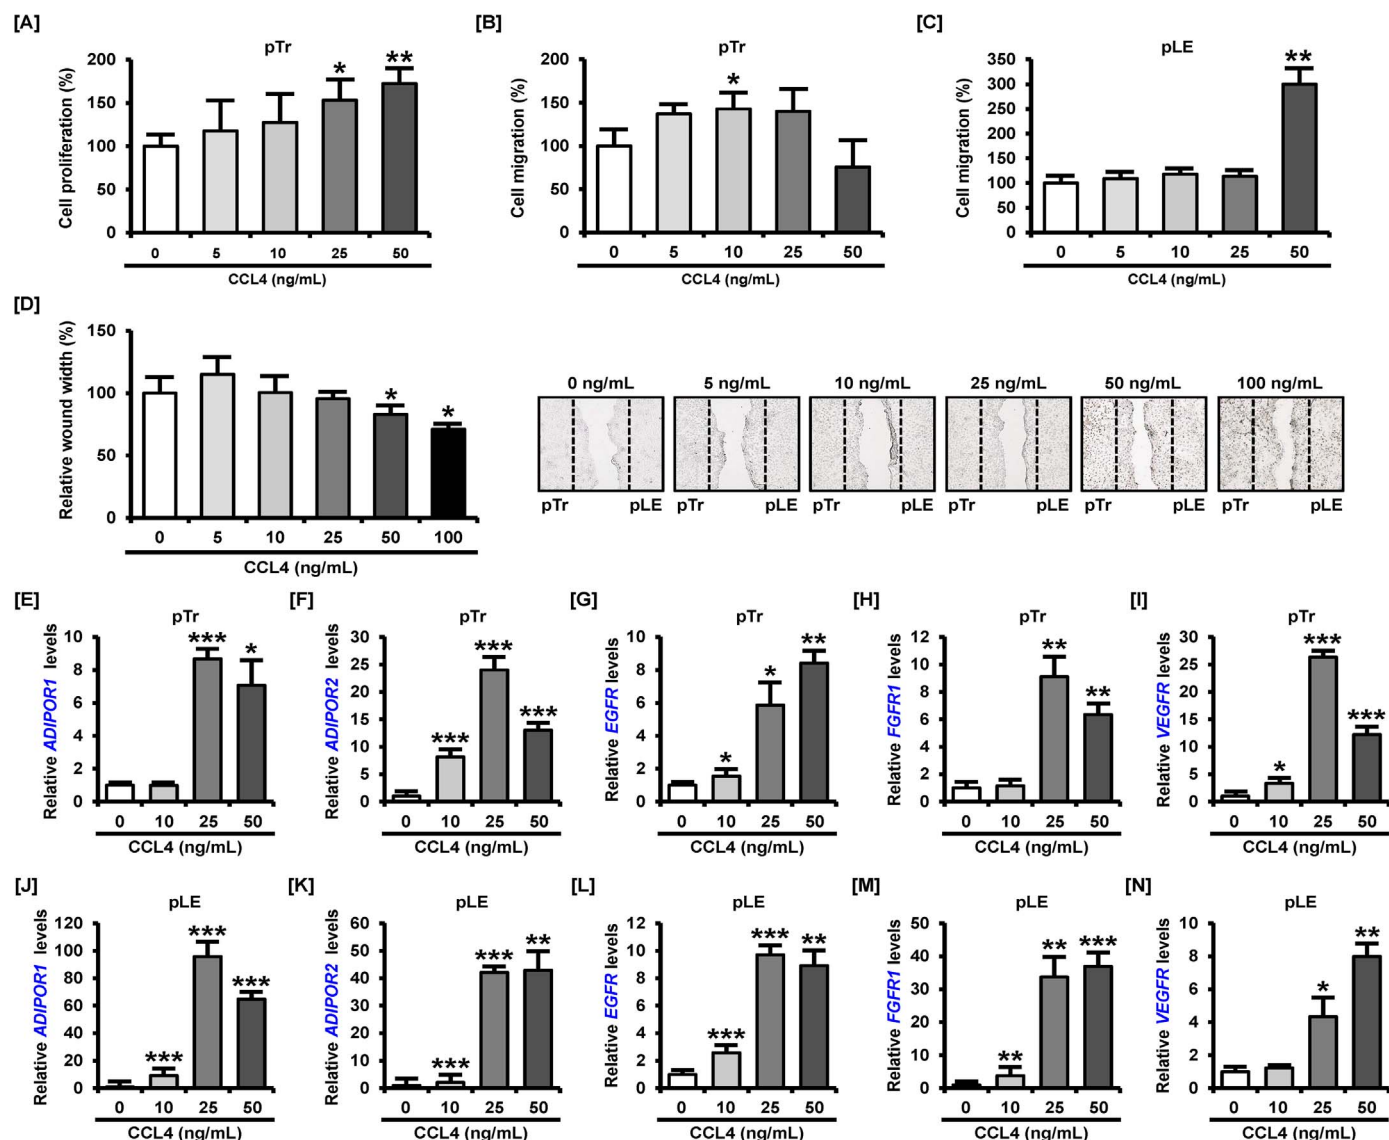 [A]
pTr
Cell proliferation (%)
200
150
100
50
0
* **
0 5 10 25 50
CCL4 (ng/mL)
[B]
pTr
Cell migration (%)
200
150
100
50
0
*
0 5 10 25 50
CCL4 (ng/mL)
[C]
pLE
Cell migration (%)
350
300
250
200
150
100
50
0
**
0 5 10 25 50
CCL4 (ng/mL)
[D]
Relative wound width (%)
150
100
50
0
* *
0 5 10 25 50 100
CCL4 (ng/mL)
0 ng/mL 5 ng/mL 10 ng/mL 25 ng/mL 50 ng/mL 100 ng/mL
pTr pLE pTr pLE pTr pLE pTr pLE pTr pLE pTr pLE
[E]
pTr
Relative ADIPOR1 levels
10
8
6
4
2
0
*** *
0 10 25 50
CCL4 (ng/mL)
[F]
pTr
Relative ADIPOR2 levels
30
25
20
15
10
5
0
*** *** ***
0 10 25 50
CCL4 (ng/mL)
[G]
pTr
Relative EGFR levels
10
8
6
4
2
0
* * **
0 10 25 50
CCL4 (ng/mL)
[H]
pTr
Relative FGFR1 levels
12
10
8
6
4
2
0
** **
0 10 25 50
CCL4 (ng/mL)
[I]
pTr
Relative VEGFR levels
30
25
20
15
10
5
0
* *** ***
0 10 25 50
CCL4 (ng/mL)
[J]
pLE
Relative ADIPOR1 levels
120
100
80
60
40
20
0
*** *** ***
0 10 25 50
CCL4 (ng/mL)
[K]
pLE
Relative ADIPOR2 levels
60
50
40
30
20
10
0
*** *** **
0 10 25 50
CCL4 (ng/mL)
[L]
pLE
Relative EGFR levels
12
10
8
6
4
2
0
*** *** **
0 10 25 50
CCL4 (ng/mL)
[M]
pLE
Relative FGFR1 levels
50
40
30
20
10
0
** ** ***
0 10 25 50
CCL4 (ng/mL)
[N]
pLE
Relative VEGFR levels
10
8
6
4
2
0
* **
0 10 25 50
CCL4 (ng/mL)